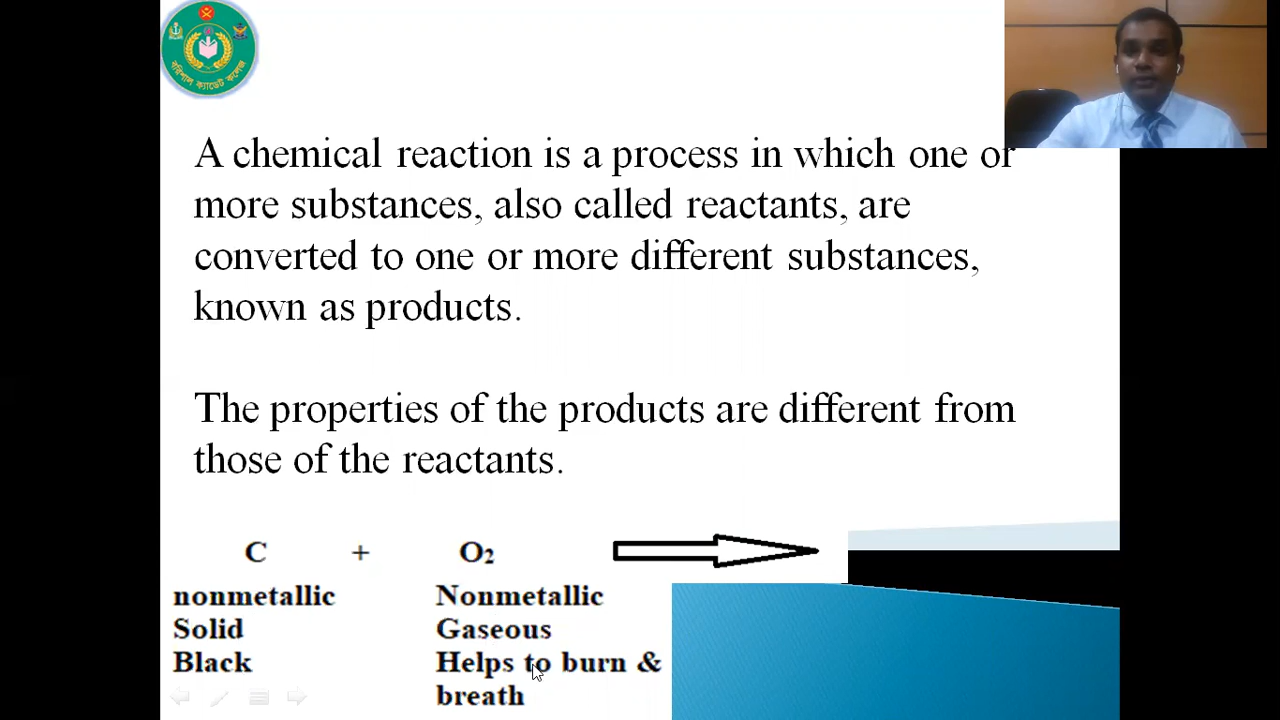 বরিশাল ক্যাডেট কলেজ
A chemical reaction is a process in which one or
more substances, also called reactants, are
converted to one or more different substances,
known as products.
The properties of the products are different from
those of the reactants.
C + O₂
nonmetallic Nonmetallic
Solid Gaseous
Black Helps to burn &
breath